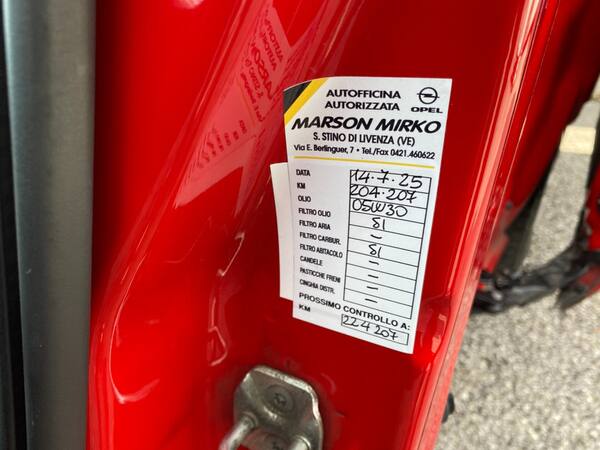 AUTOFFICINA
AUTORIZZATA OPEL
MARSON MIRKO
S. STINO DI LIVENZA (VE)
Via E. Berlinguer, 7 • Tel./Fax 0421.460622
DATA 14.7.25
KM 204.207
OLIO 05W30
FILTRO OLIO SI
FILTRO ARIA –
FILTRO CARBUR. SI
FILTRO ABITACOLO –
CANDELE –
PASTICCHE FRENI –
CINGHIA DISTR. –
PROSSIMO CONTROLLO A:
KM 224207